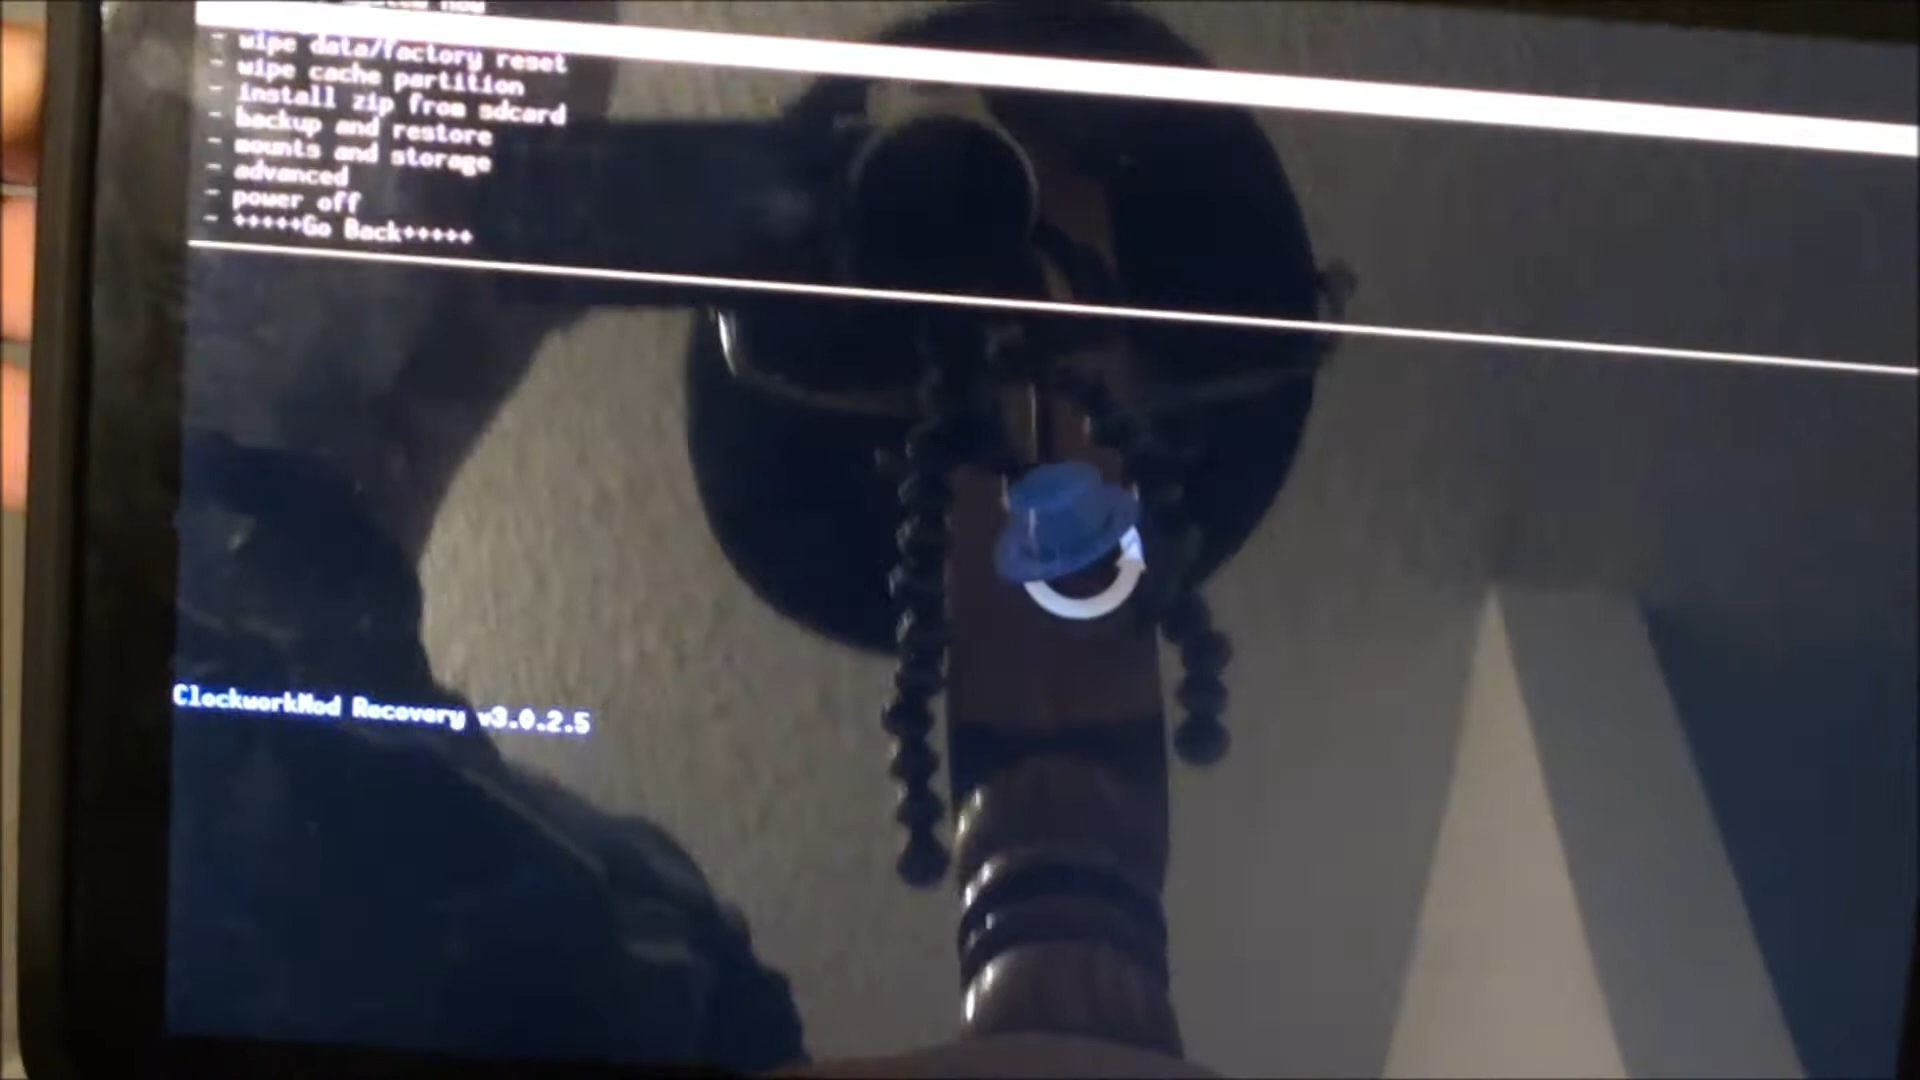 - wipe data/factory reset
- wipe cache partition
- install zip from sdcard
- backup and restore
- mounts and storage
- advanced
- power off
- +++++Go Back+++++
ClockworkMod Recovery v3.0.2.5